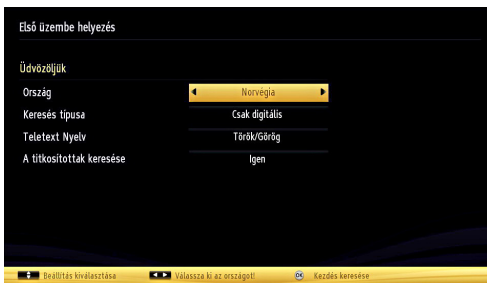 Első üzembe helyezés
Üdvözöljük
Ország Norvégia
Keresés típusa Csak digitális
Teletext Nyelv Török/Görög
A titkosítottak keresése Igen
Beállítás kiválasztása Válassza ki az országot! OK Kezdés keresése